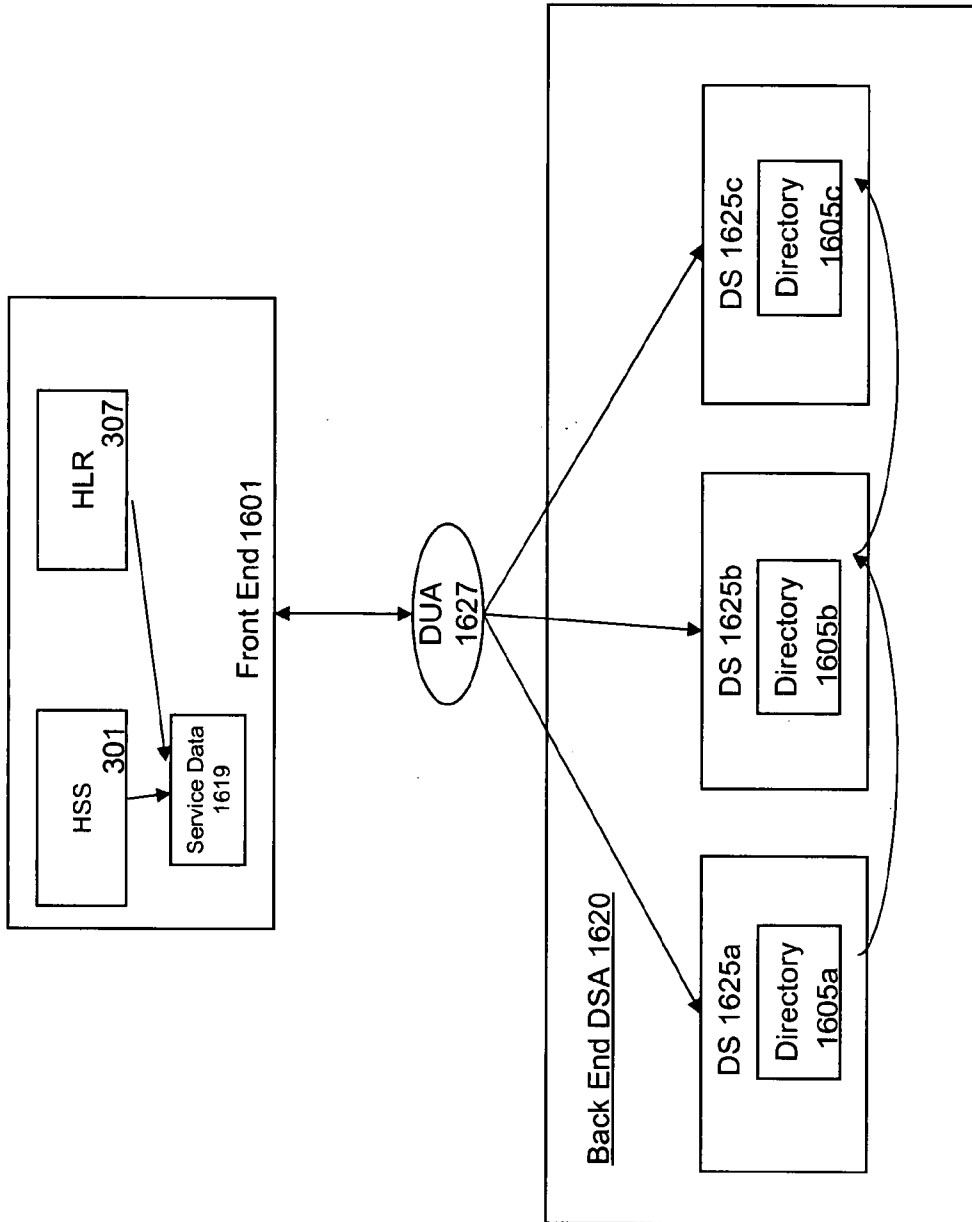 HSS
301
HLR
307
Service Data
1619
Front End 1601
DUA
1627
Back End DSA 1620
DS 1625a
Directory
1605a
DS 1625b
Directory
1605b
DS 1625c
Directory
1605c